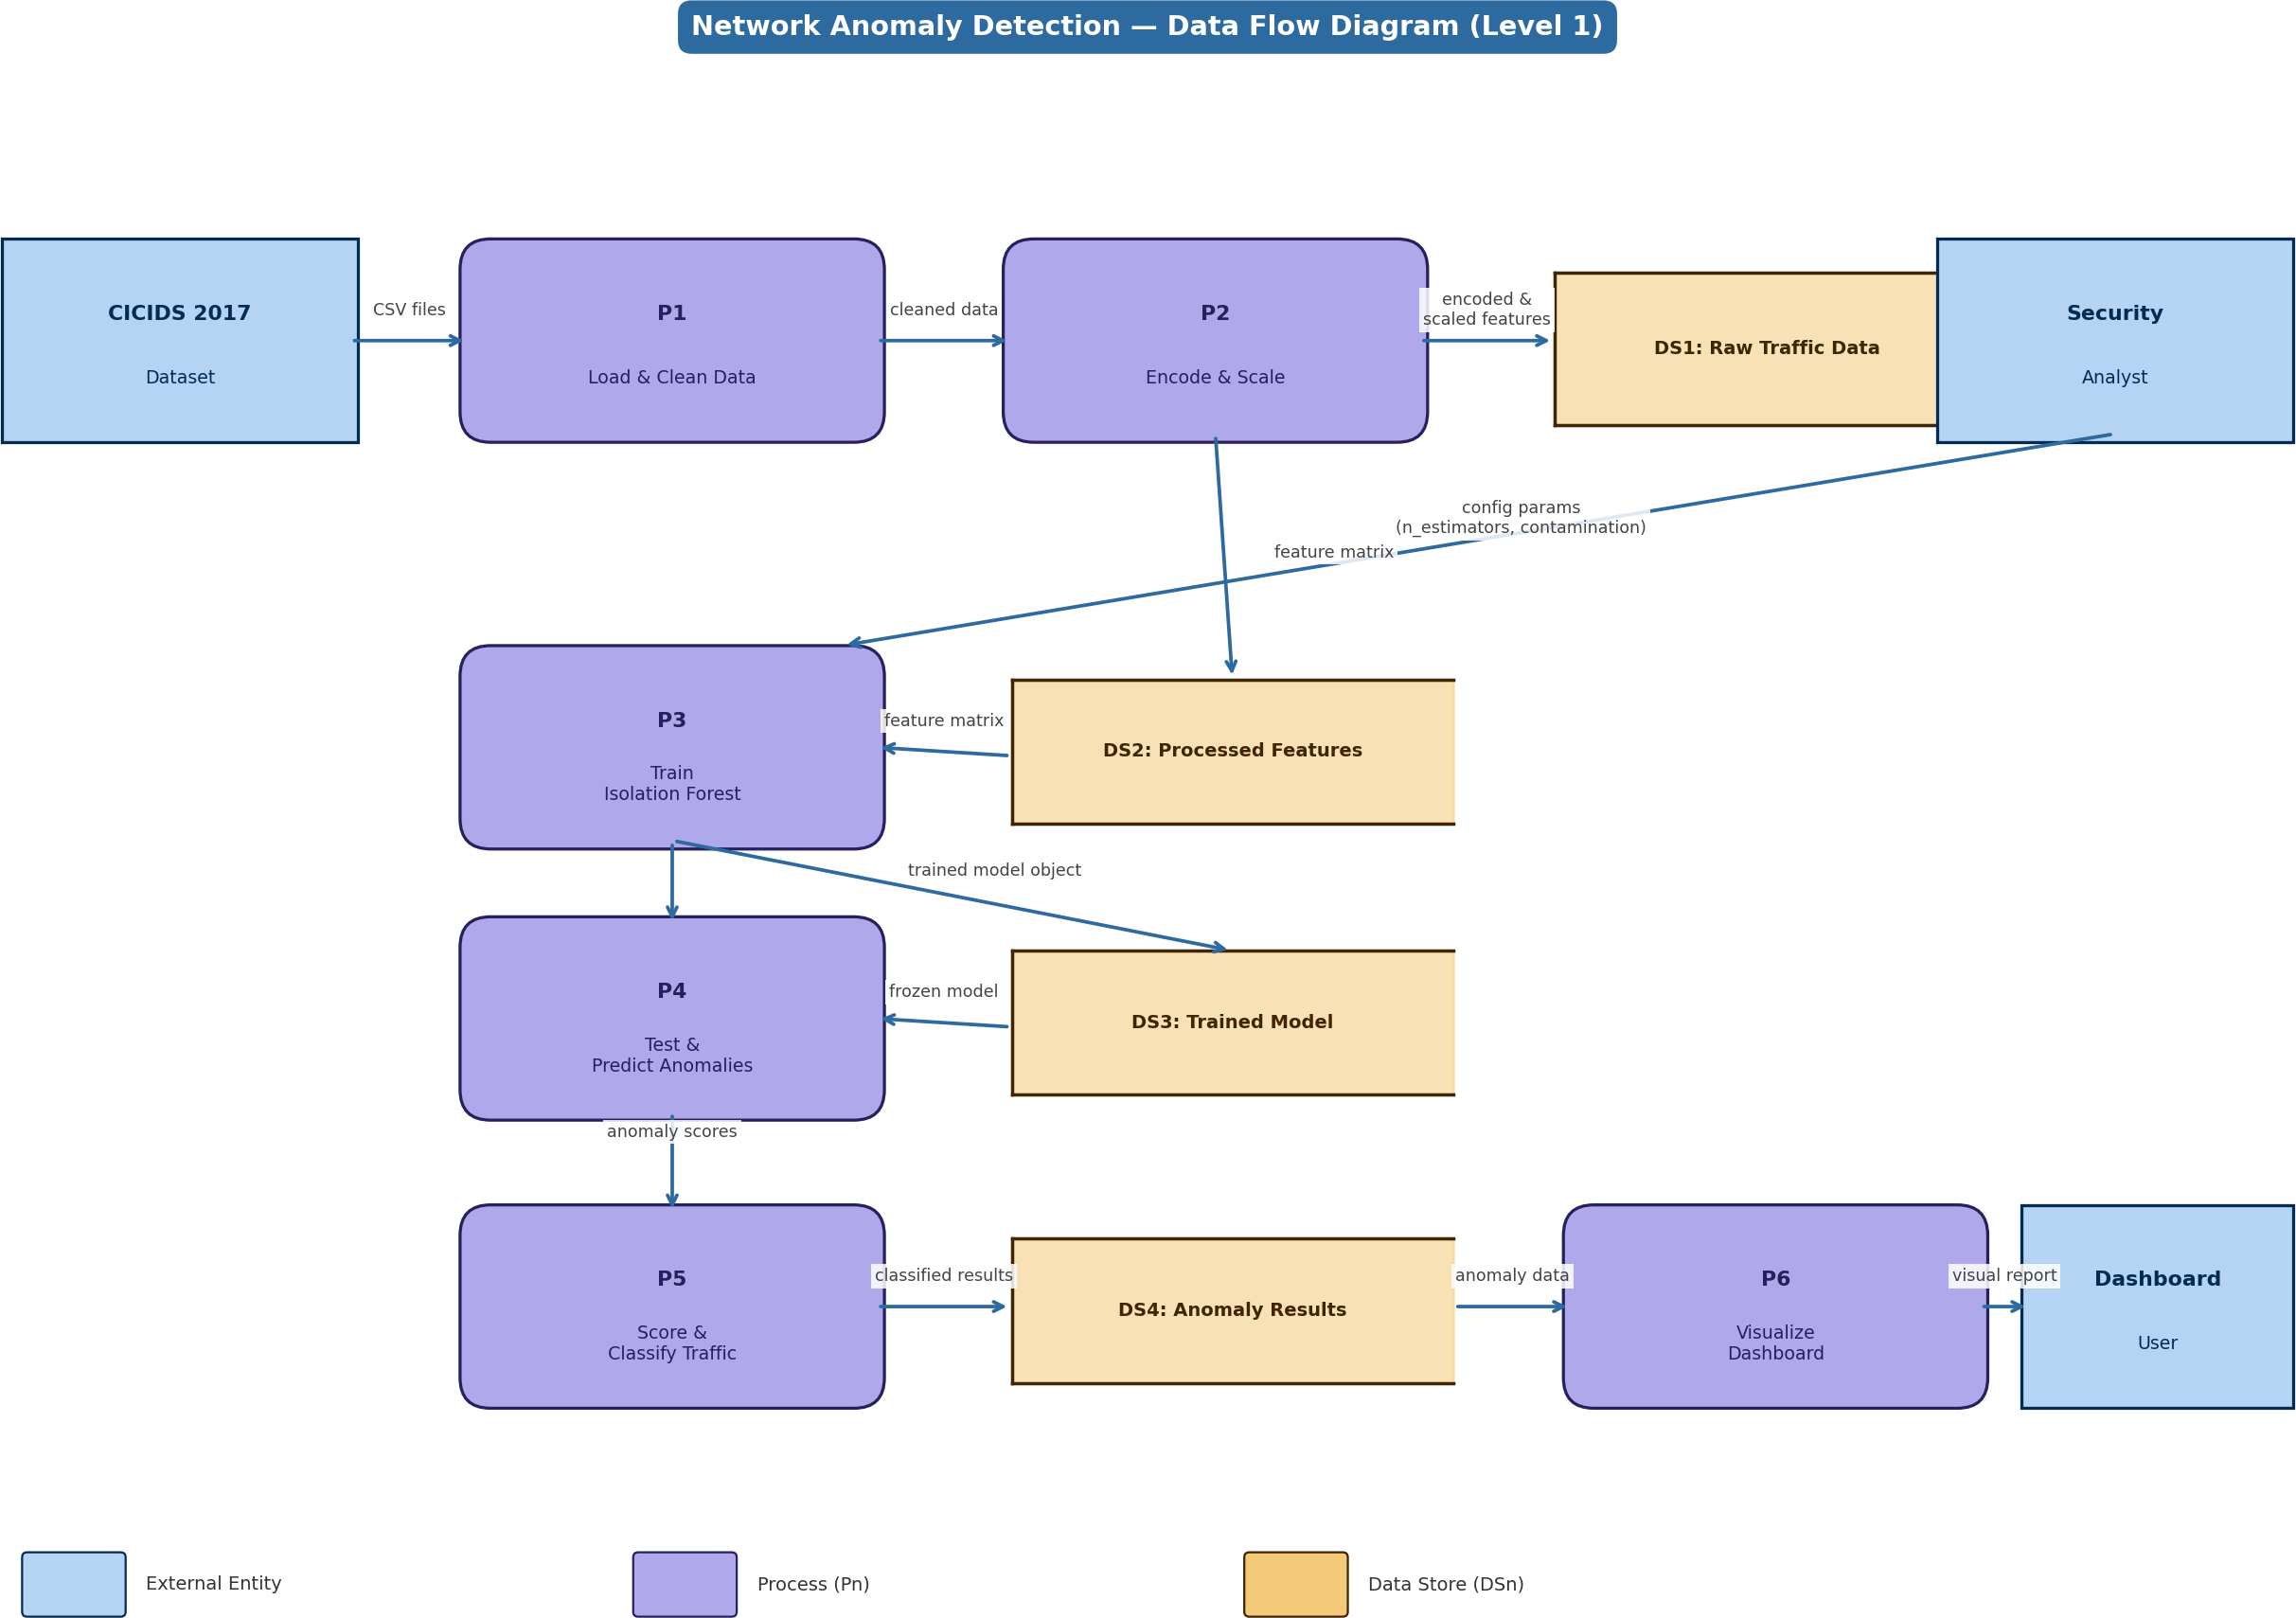 Network Anomaly Detection — Data Flow Diagram (Level 1)
CICIDS 2017
Dataset
CSV files
P1
Load & Clean Data
cleaned data
P2
Encode & Scale
encoded &
scaled features
DS1: Raw Traffic Data
Security
Analyst
config params
(n_estimators, contamination)
feature matrix
P3
Train
Isolation Forest
feature matrix
DS2: Processed Features
trained model object
P4
Test &
Predict Anomalies
frozen model
DS3: Trained Model
anomaly scores
P5
Score &
Classify Traffic
classified results
DS4: Anomaly Results
anomaly data
P6
Visualize
Dashboard
visual report
Dashboard
User
External Entity
Process (Pn)
Data Store (DSn)